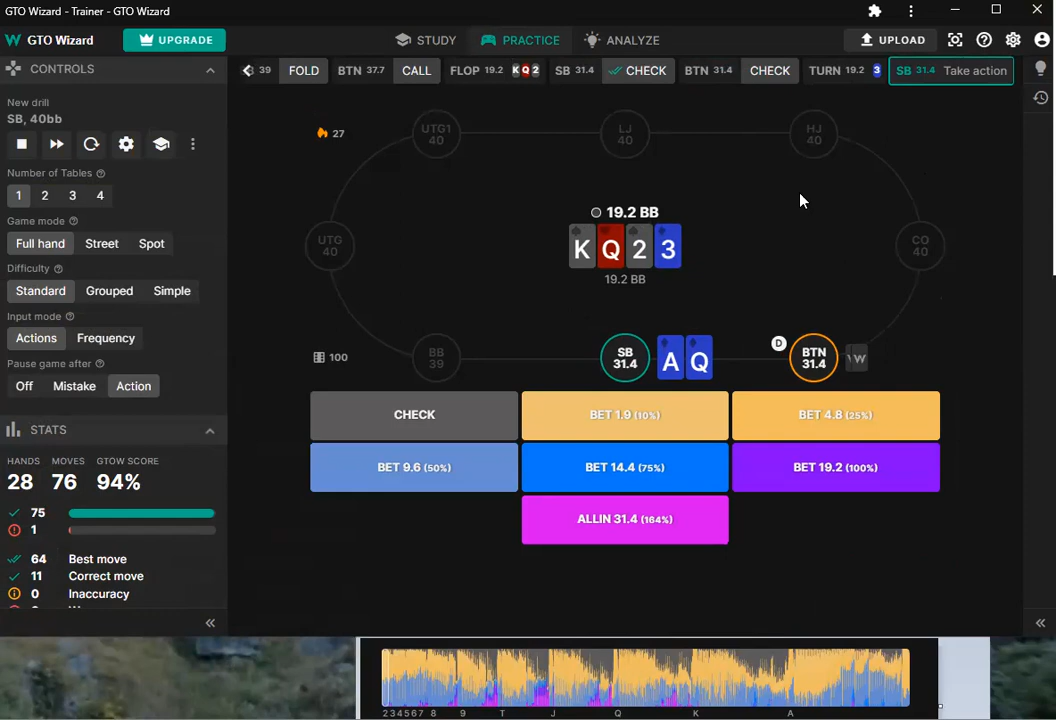 GTO Wizard - Trainer - GTO Wizard
W GTO Wizard
UPGRADE
STUDY
PRACTICE
ANALYZE
UPLOAD
CONTROLS
39 FOLD BTN 37.7 CALL FLOP 19.2 K Q 2 SB 31.4 CHECK BTN 31.4 CHECK TURN 19.2 3 SB 31.4 Take action
New drill
SB, 40bb
Number of Tables
1 2 3 4
Game mode
Full hand Street Spot
Difficulty
Standard Grouped Simple
Input mode
Actions Frequency
Pause game after
Off Mistake Action
STATS
HANDS MOVES GTOW SCORE
28 76 94%
75
1
64 Best move
11 Correct move
0 Inaccuracy
27
UTG1
40
LJ
40
HJ
40
UTG
40
CO
40
19.2 BB
K Q 2 3
19.2 BB
100
BB
39.4
SB
31.4
A Q
D
BTN
31.4
W
CHECK
BET 1.9 (10%)
BET 4.8 (25%)
BET 9.6 (50%)
BET 14.4 (75%)
BET 19.2 (100%)
ALLIN 31.4 (164%)
2 3 4 5 6 7 8 9 T J Q K A